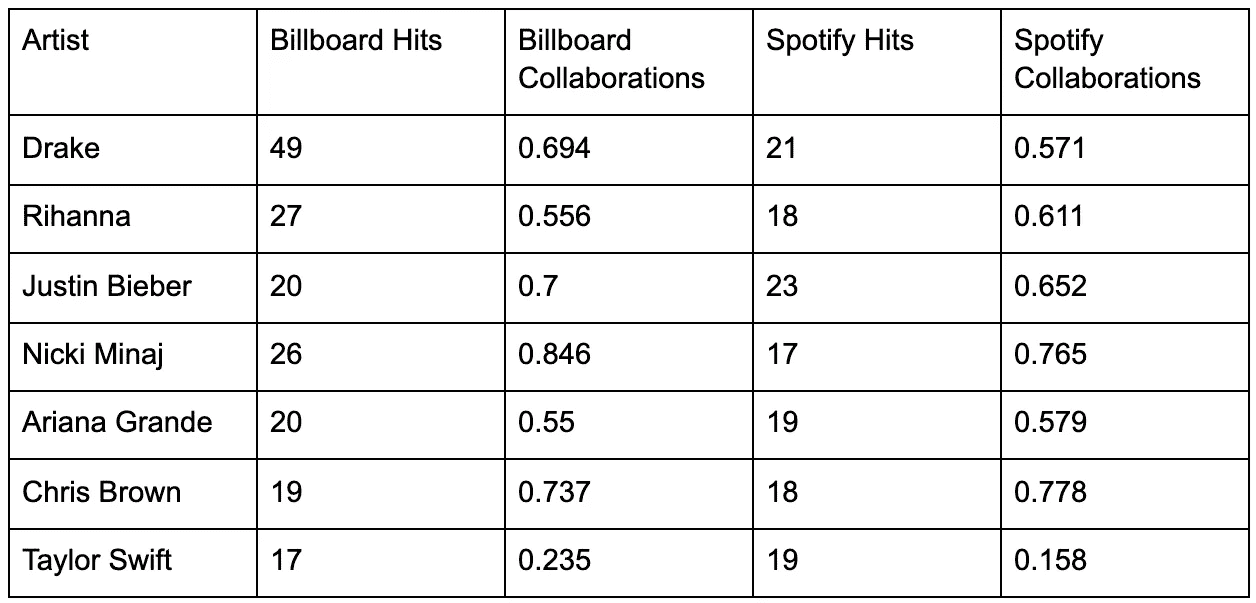 Artist Billboard Hits Billboard Collaborations Spotify Hits Spotify Collaborations
Drake 49 0.694 21 0.571
Rihanna 27 0.556 18 0.611
Justin Bieber 20 0.7 23 0.652
Nicki Minaj 26 0.846 17 0.765
Ariana Grande 20 0.55 19 0.579
Chris Brown 19 0.737 18 0.778
Taylor Swift 17 0.235 19 0.158